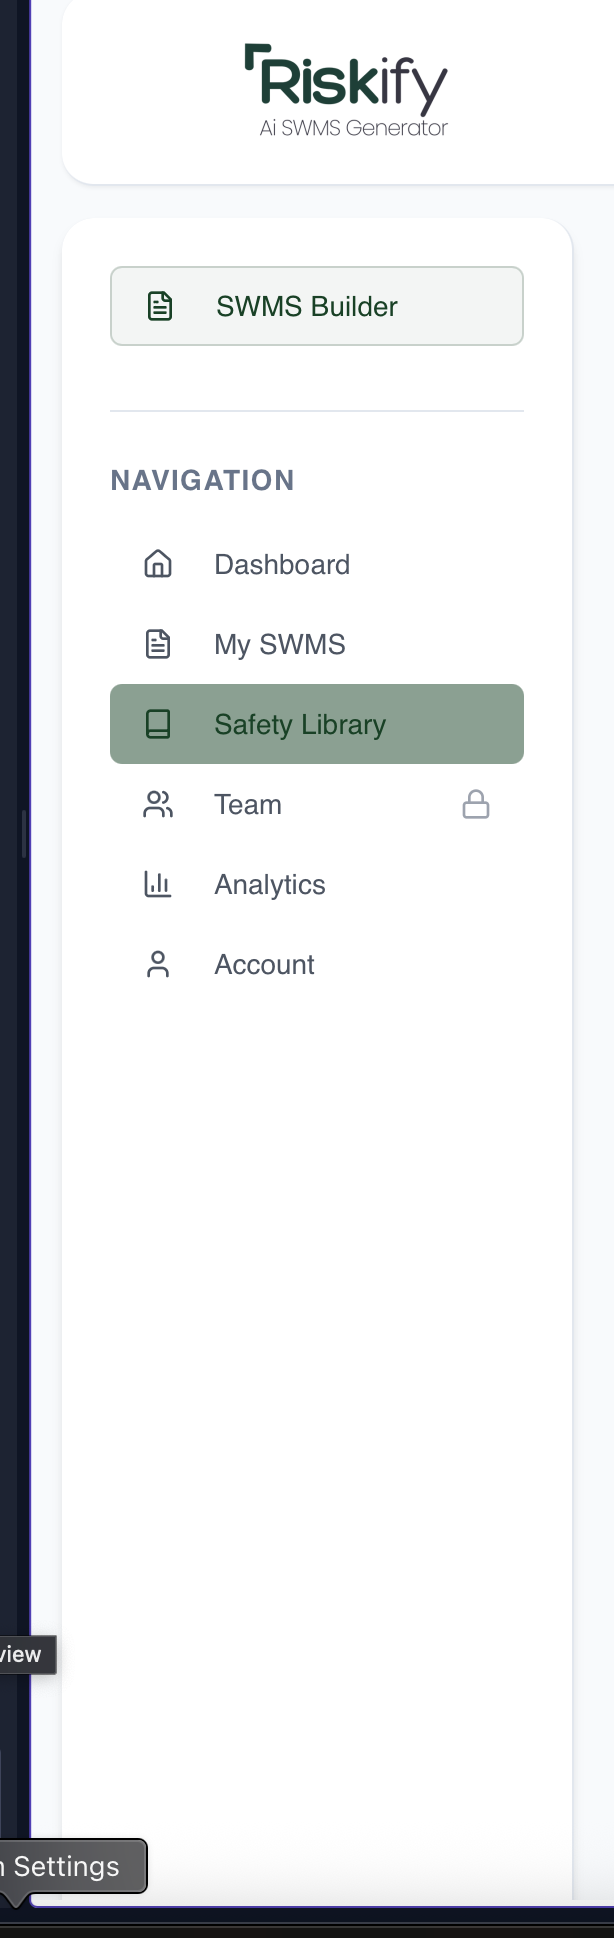 Riskify
Ai SWMS Generator
SWMS Builder
NAVIGATION
Dashboard
My SWMS
Safety Library
Team
Analytics
Account
view
Settings